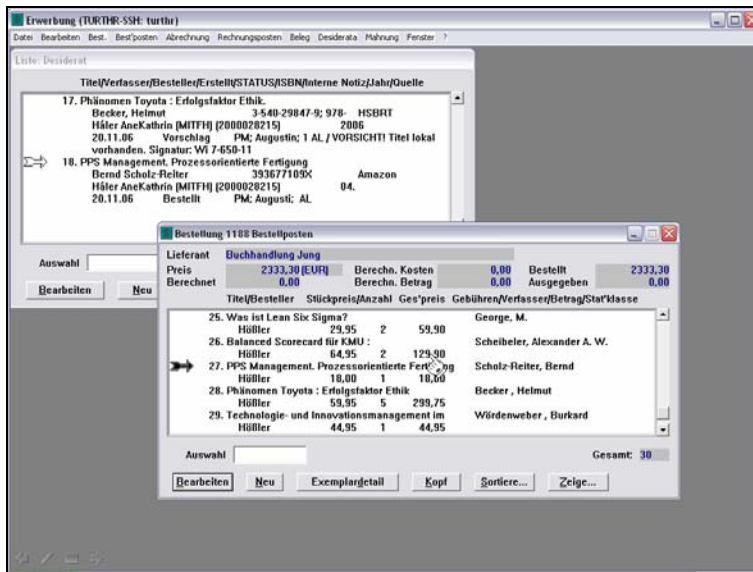 Erwerbung (TURTHR-SSH: turthr)
Datei Bearbeiten Best. Best'posten Abrechnung Rechnungsposten Beleg Desiderata Mahnung Fenster ?
Liste: Desiderat
Titel/Verfasser/Besteller/Erstellt/STATUS/ISBN/Interne Notiz/Jahr/Quelle
17. Phänomen Toyota : Erfolgsfaktor Ethik.
Becker, Helmut 3-540-29847-9; 978- HSBRT
Häfer AneKathrin (MITFH) (2000028215) 2006
20.11.06 Vorschlag PM; Augustin; 1 AL / VORSICHT! Titel lokal
vorhanden. Signatur: Wi 7-650-11
18. PPS Management. Prozessorientierte Fertigung
Bernd Scholz-Reiter 393677109X Amazon
Häfer AneKathrin (MITFH) (2000028215) 04.
20.11.06 Bestellt PM; Augusti; AL
Auswahl
Bearbeiten Neu
Bestellung 1188 Bestellposten
Lieferant Buchhandlung Jung
Preis 2333,30 (EUR) Berechn. Kosten 0,00 Bestellt 2333,30
Berechnet 0,00 Berechn. Betrag 0,00 Ausgegeben 0,00
Titel/Besteller Stückpreis/Anzahl Ges'preis Gebühren/Verfasser/Betrag/Stat'klasse
25. Was ist Lean Six Sigma? George, M.
Hößler 29,95 2 59,90
26. Balanced Scorecard für KMU : Scheibeler, Alexander A. W.
Hößler 64,95 2 129,90
27. PPS Management. Prozessorientierte Fertigung Scholz-Reiter, Bernd
Hößler 18,00 1 18,00
28. Phänomen Toyota : Erfolgsfaktor Ethik Becker , Helmut
Hößler 59,95 5 299,75
29. Technologie- und Innovationsmanagement im Wördenweber , Burkard
Hößler 44,95 1 44,95
Auswahl Gesamt: 30
Bearbeiten Neu Exemplardetail Kopf Sortiere... Zeige...